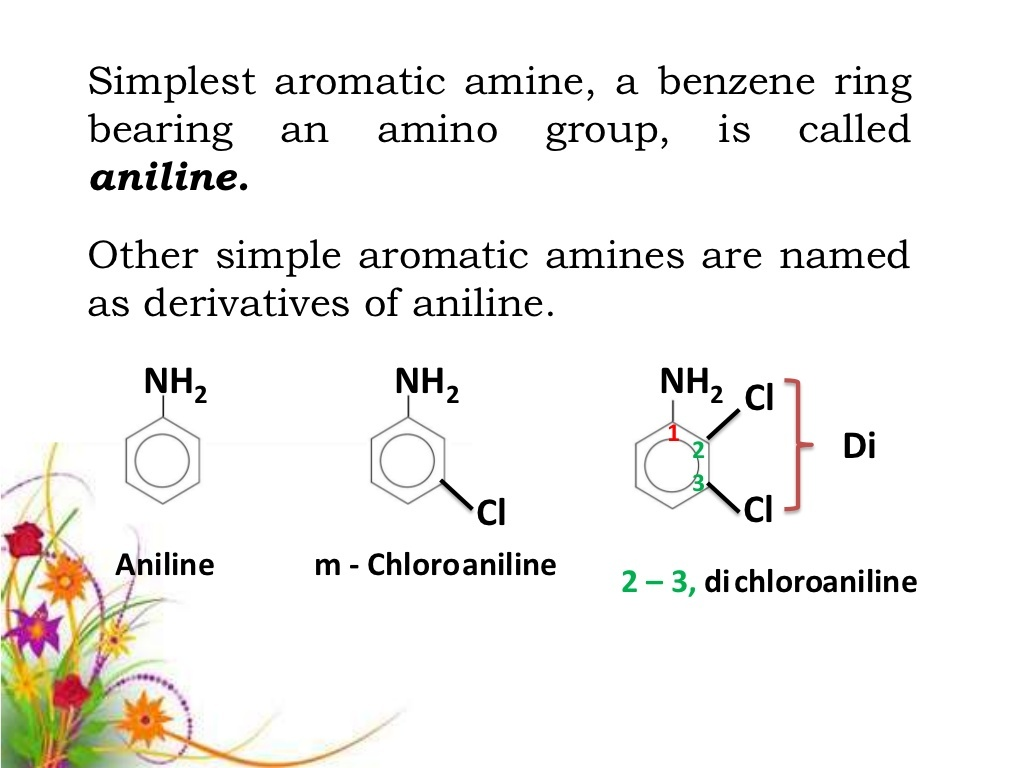 Simplest aromatic amine, a benzene ring
bearing an amino group, is called
aniline.
Other simple aromatic amines are named
as derivatives of aniline.
NH₂
NH₂
NH₂
Cl
1
2
3
Di
Cl
Cl
Aniline
m - Chloroaniline
2 – 3, dichloroaniline